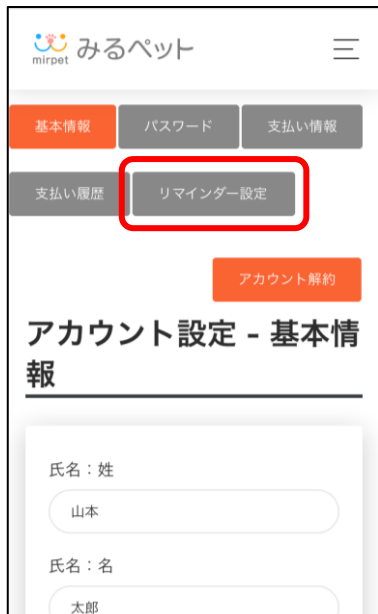 mirpet みるペット
基本情報 パスワード 支払い情報
支払い履歴 リマインダー設定
アカウント解約
アカウント設定 - 基本情
報
氏名：姓
山本
氏名：名
太郎